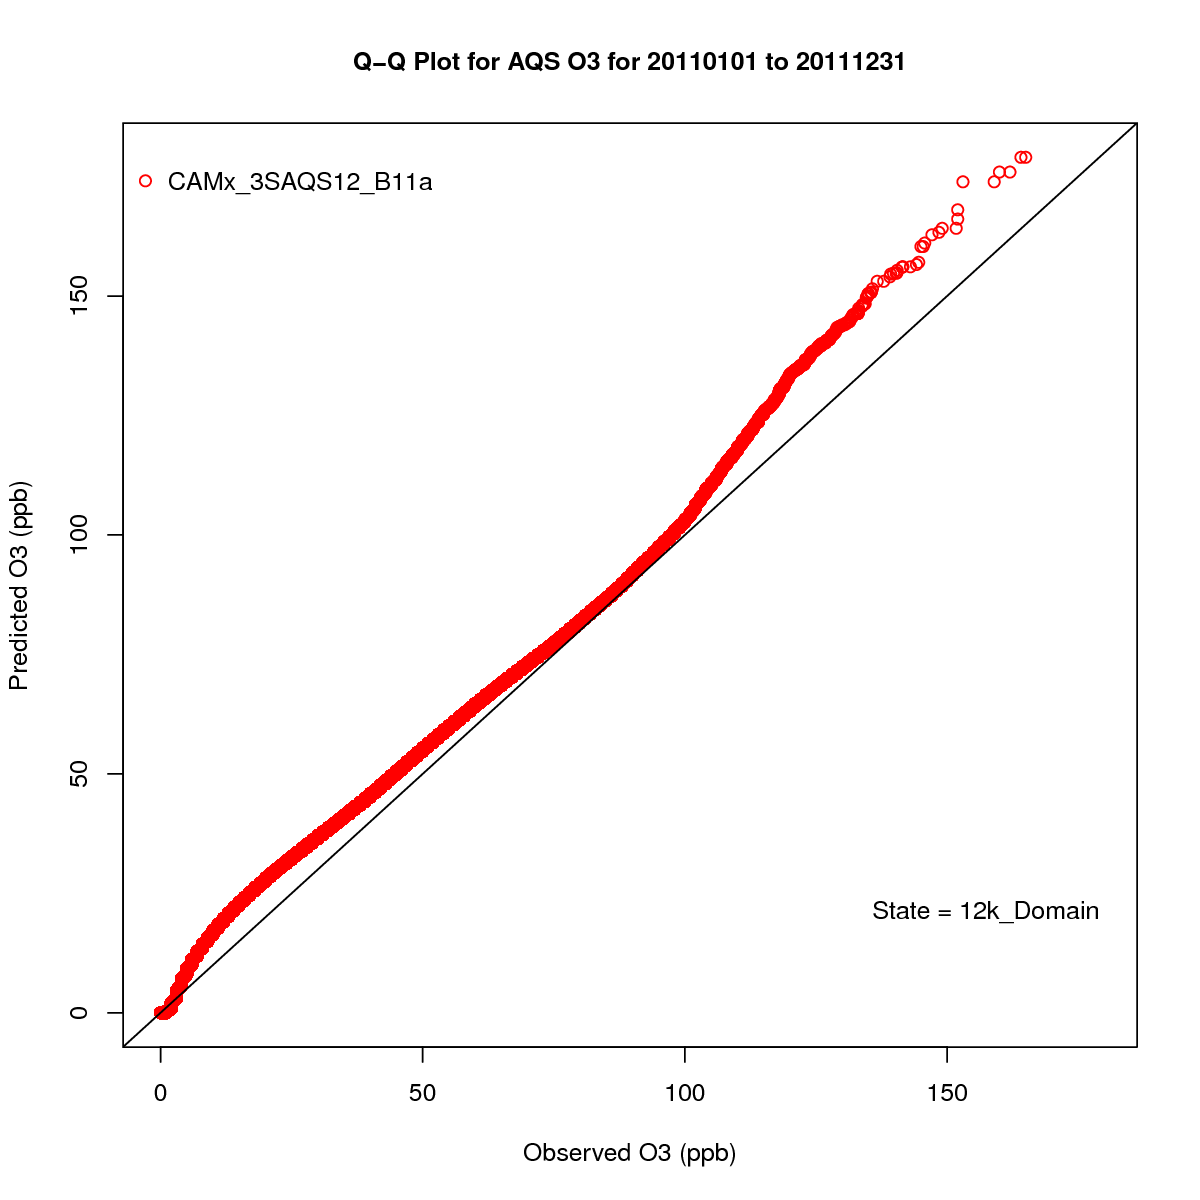 Q−Q Plot for AQS O3 for 20110101 to 20111231
CAMx_3SAQS12_B11a
150
100
50
0
Predicted O3 (ppb)
State = 12k_Domain
0 50 100 150
Observed O3 (ppb)